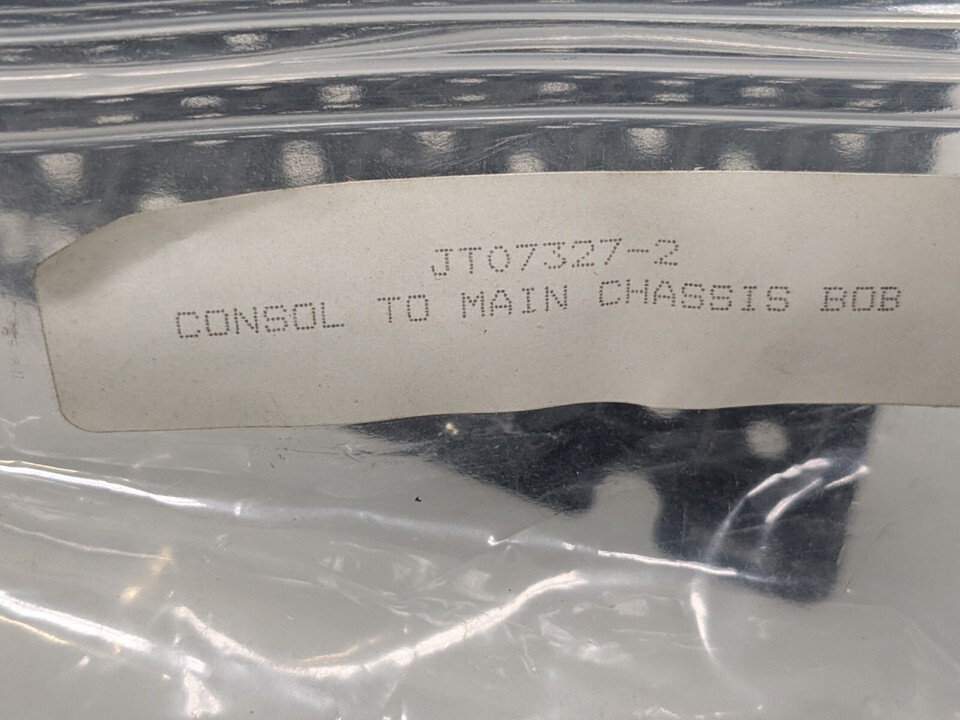 JT07327-2
CONSOL TO MAIN CHASSIS BOB